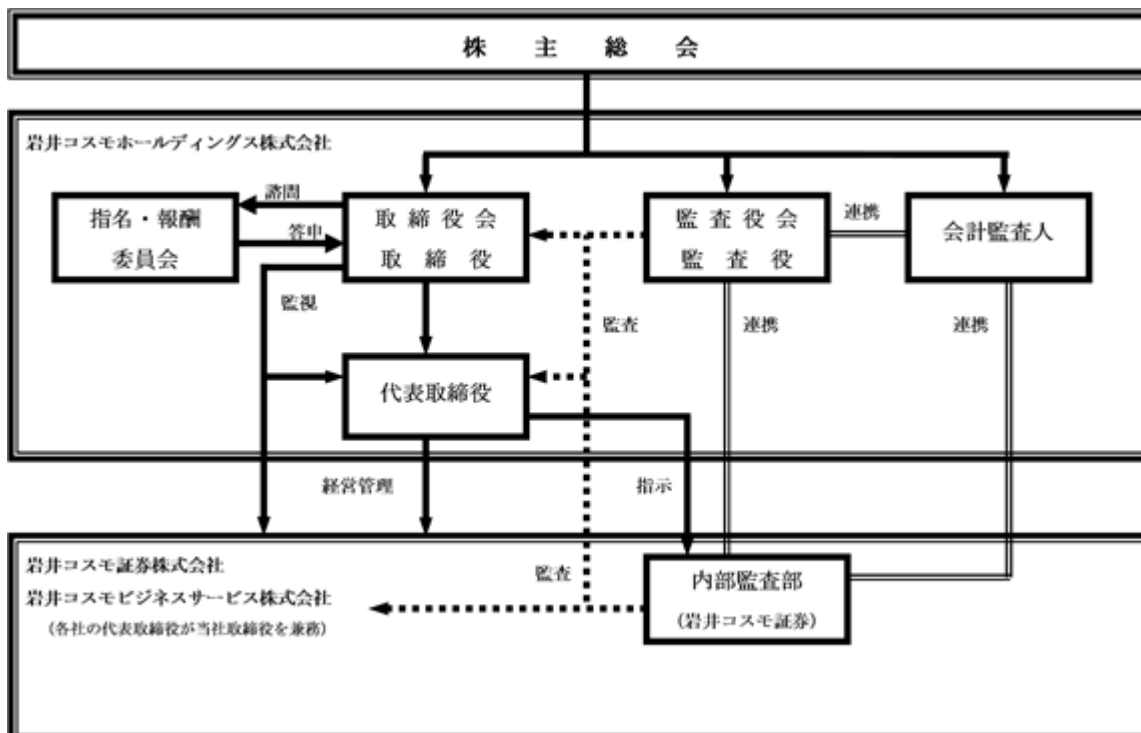 株主総会
岩井コスモホールディングス株式会社
指名・報酬
委員会
諮問
答申
取締役会
取締役
監査役会
監査役
連携
会計監査人
監視
監査
連携
連携
代表取締役
経営管理
指示
岩井コスモ証券株式会社
岩井コスモビジネスサービス株式会社
(各社の代表取締役が当社取締役を兼務)
監査
内部監査部
(岩井コスモ証券)